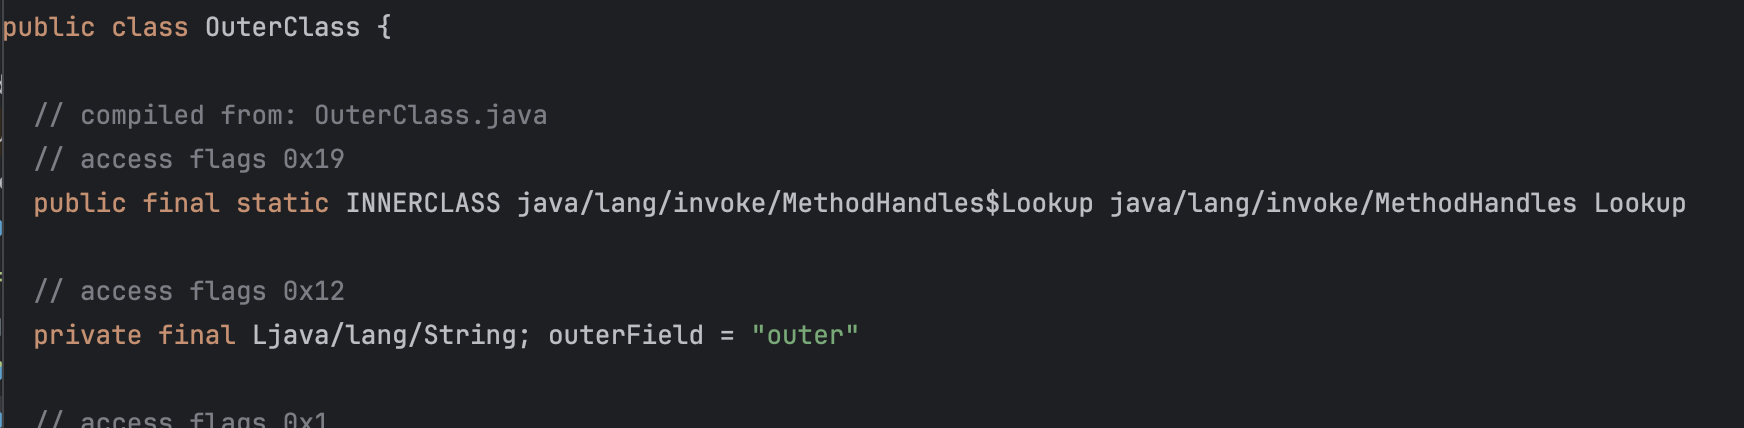 public class OuterClass {
// compiled from: OuterClass.java
// access flags 0x19
public final static INNERCLASS java/lang/invoke/MethodHandles$Lookup java/lang/invoke/MethodHandles Lookup
// access flags 0x12
private final Ljava/lang/String; outerField = "outer"
// access flags 0x1